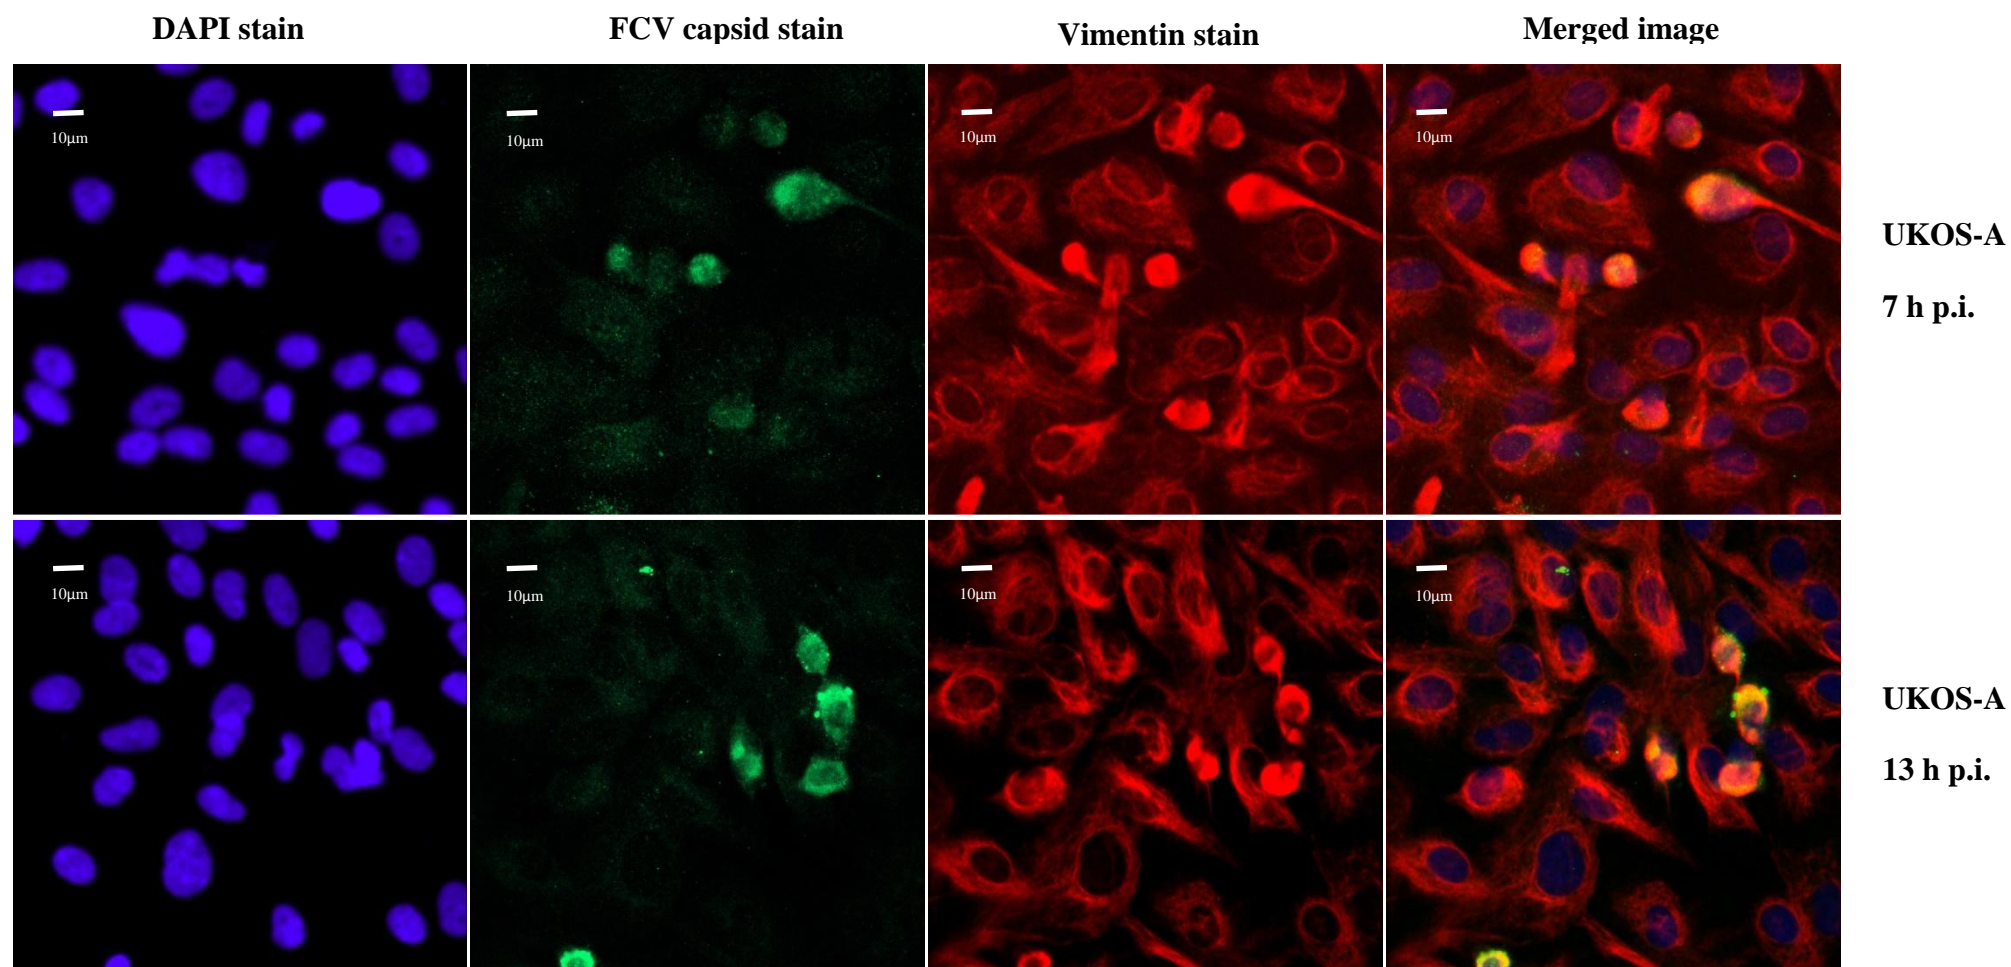 DAPI stain FCV capsid stain Vimentin stain Merged image
10µm 10µm 10µm 10µm
UKOS-A
7 h p.i.
10µm 10µm 10µm 10µm
UKOS-A
13 h p.i.